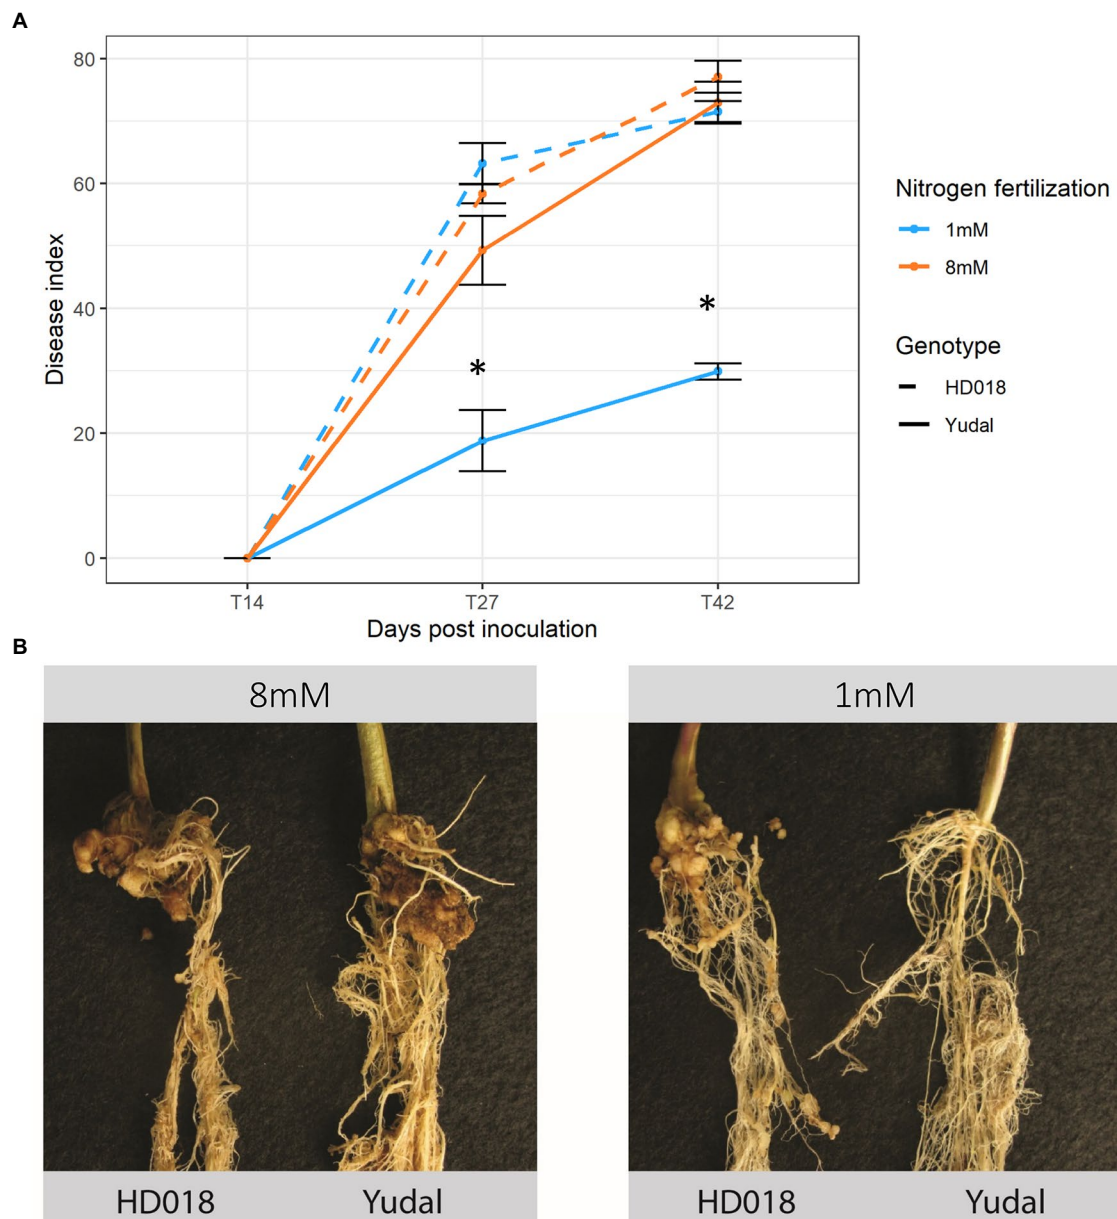 A
80
60
40
20
0
Disease index
*
*
T14 T27 T42
Days post inoculation
Nitrogen fertilization
1mM
8mM
Genotype
HD018
Yudal
B
8mM 1mM
HD018 Yudal HD018 Yudal